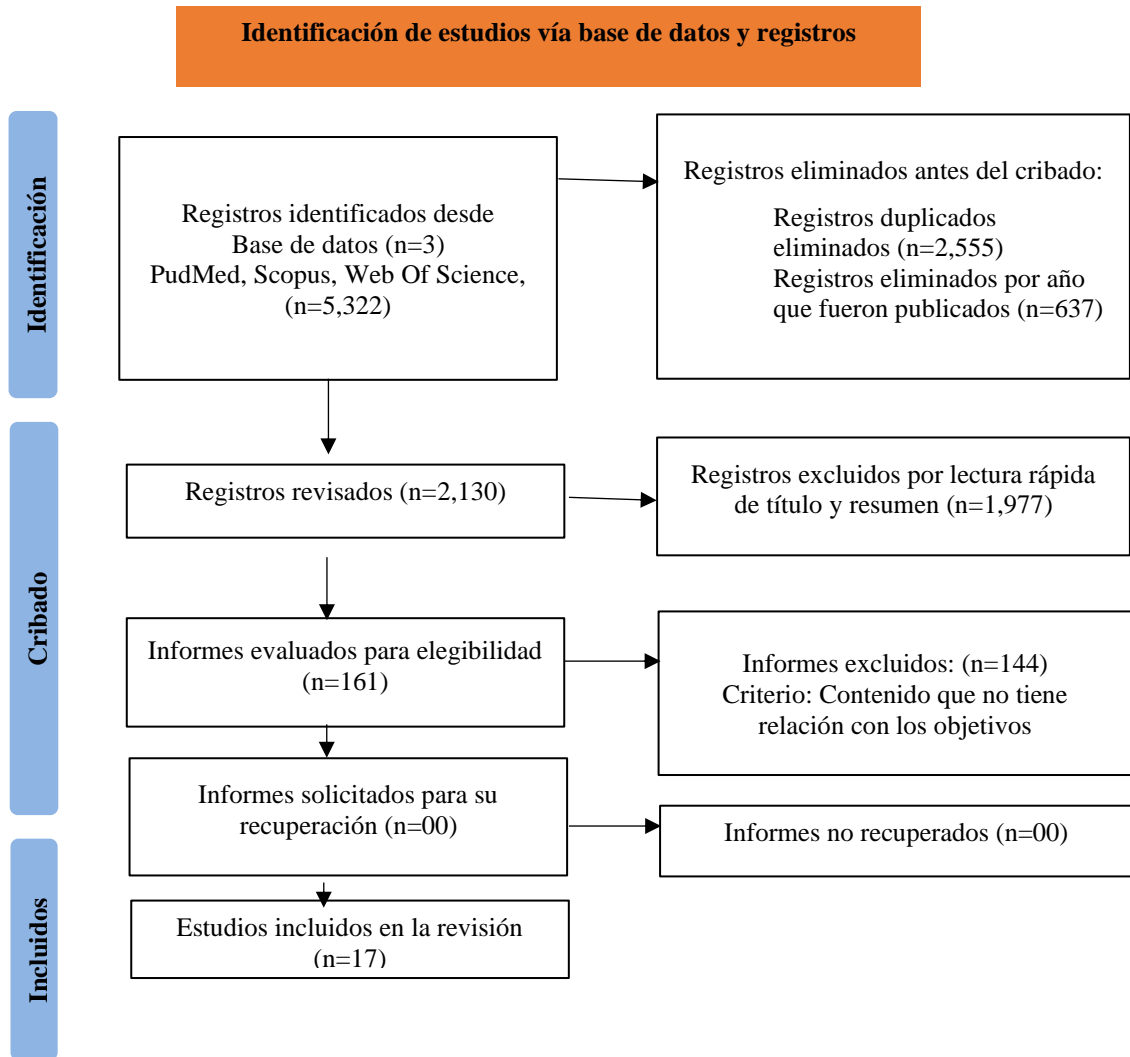 Identificación de estudios vía base de datos y registros
Identificación
Registros identificados desde
Base de datos (n=3)
PudMed, Scopus, Web Of Science,
(n=5,322)
Registros eliminados antes del cribado:
Registros duplicados
eliminados (n=2,555)
Registros eliminados por año
que fueron publicados (n=637)
Cribado
Registros revisados (n=2,130)
Registros excluidos por lectura rápida
de título y resumen (n=1,977)
Informes evaluados para elegibilidad
(n=161)
Informes excluidos: (n=144)
Criterio: Contenido que no tiene
relación con los objetivos
Informes solicitados para su
recuperación (n=00)
Informes no recuperados (n=00)
Incluidos
Estudios incluidos en la revisión
(n=17)